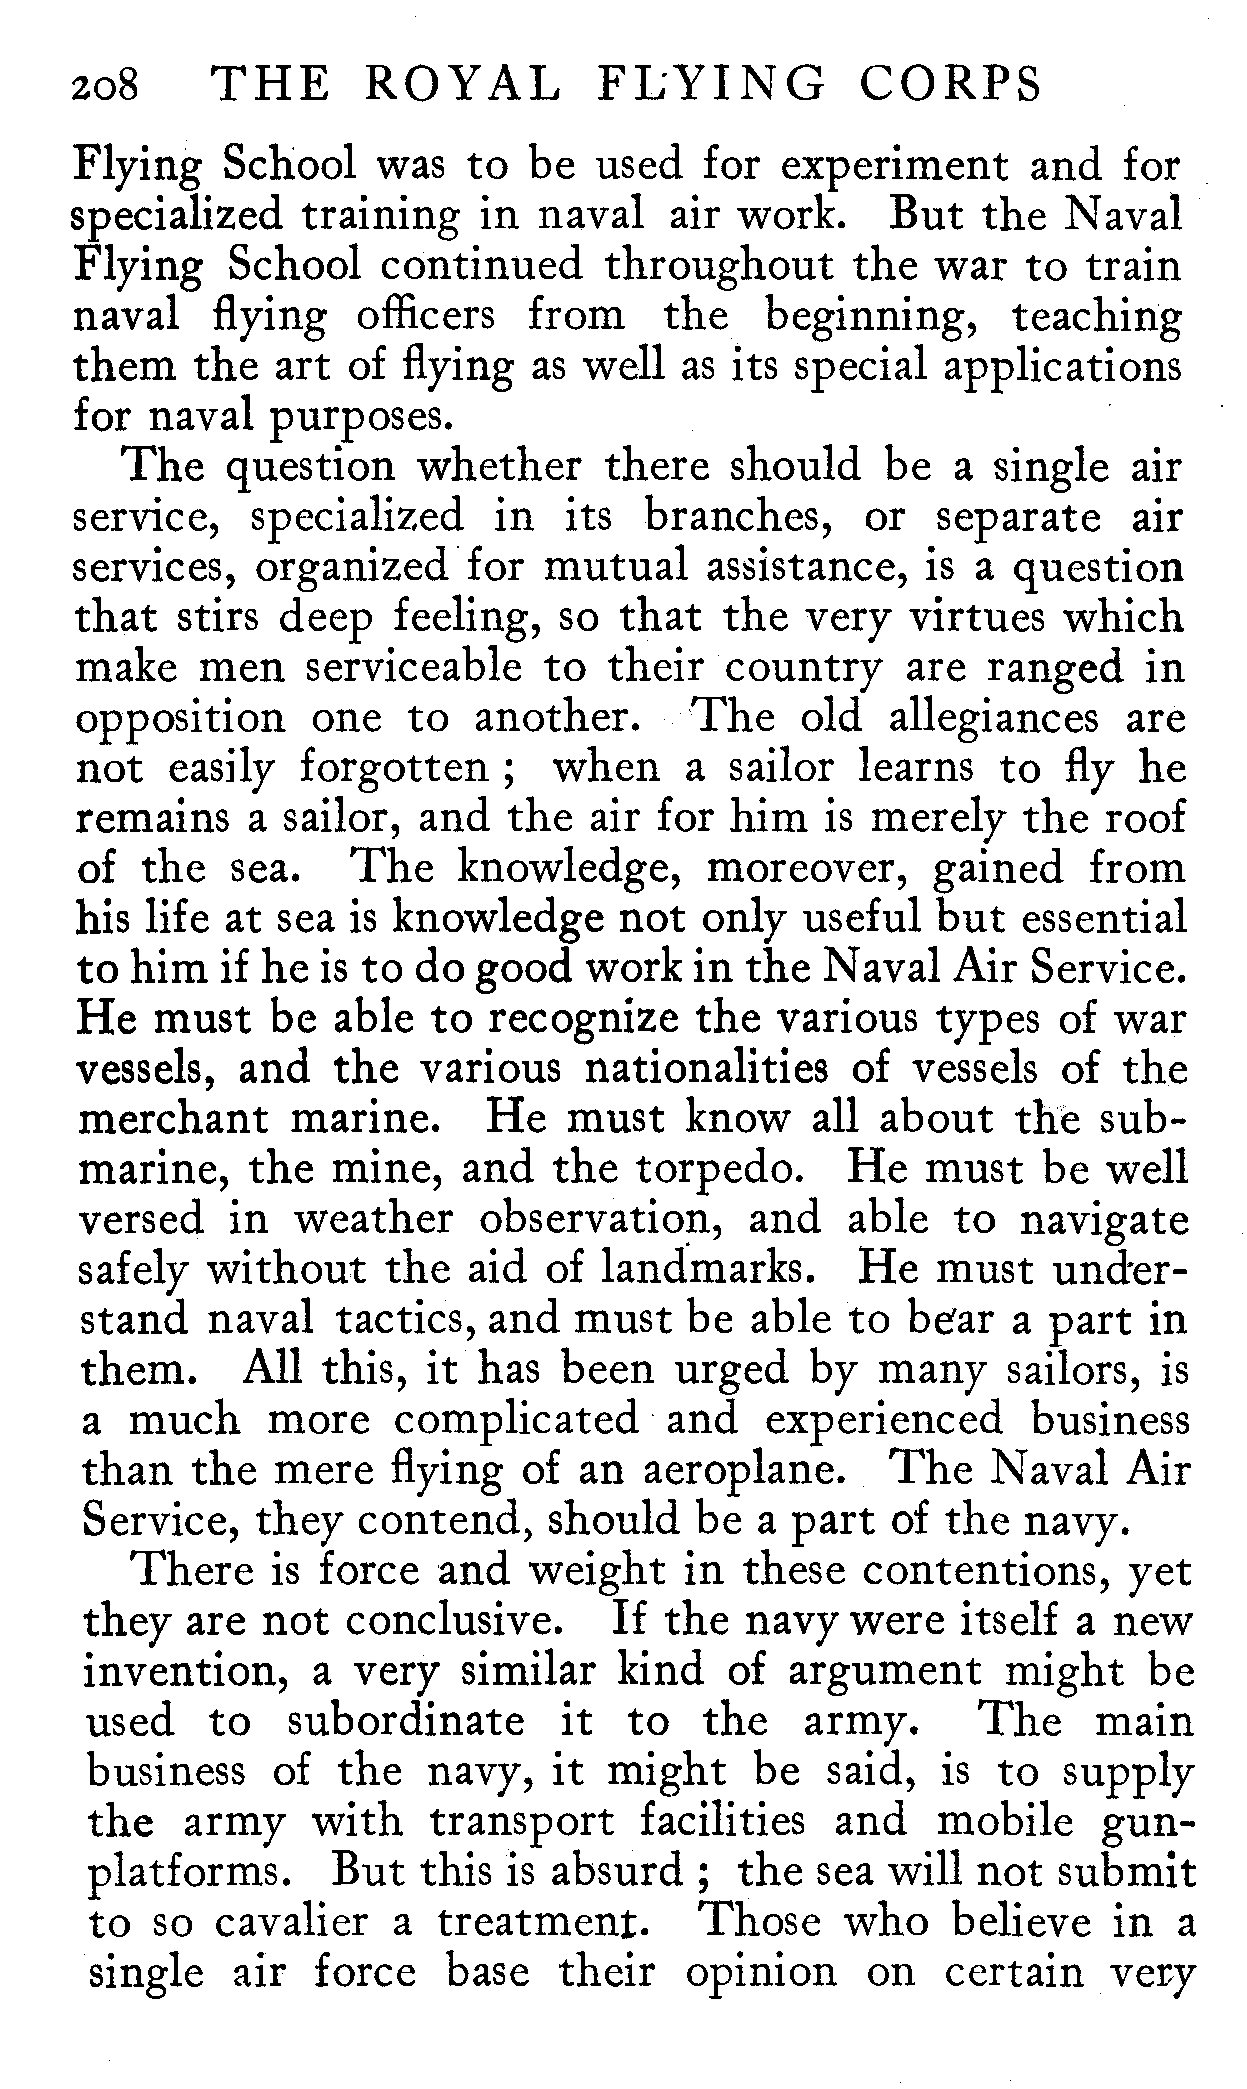 208 THE ROYAL FLYING CORPS
Flying School was to be used for experiment and for
specialized training in naval air work. But the Naval
Flying School continued throughout the war to train
naval flying officers from the beginning, teaching
them the art of flying as well as its special applications
for naval purposes.
The question whether there should be a single air
service, specialized in its branches, or separate air
services, organized for mutual assistance, is a question
that stirs deep feeling, so that the very virtues which
make men serviceable to their country are ranged in
opposition one to another. The old allegiances are
not easily forgotten ; when a sailor learns to fly he
remains a sailor, and the air for him is merely the roof
of the sea. The knowledge, moreover, gained from
his life at sea is knowledge not only useful but essential
to him if he is to do good work in the Naval Air Service.
He must be able to recognize the various types of war
vessels, and the various nationalities of vessels of the
merchant marine. He must know all about the sub-
marine, the mine, and the torpedo. He must be well
versed in weather observation, and able to navigate
safely without the aid of landmarks. He must under-
stand naval tactics, and must be able to bear a part in
them. All this, it has been urged by many sailors, is
a much more complicated and experienced business
than the mere flying of an aeroplane. The Naval Air
Service, they contend, should be a part of the navy.
There is force and weight in these contentions, yet
they are not conclusive. If the navy were itself a new
invention, a very similar kind of argument might be
used to subordinate it to the army. The main
business of the navy, it might be said, is to supply
the army with transport facilities and mobile gun-
platforms. But this is absurd ; the sea will not submit
to so cavalier a treatment. Those who believe in a
single air force base their opinion on certain very